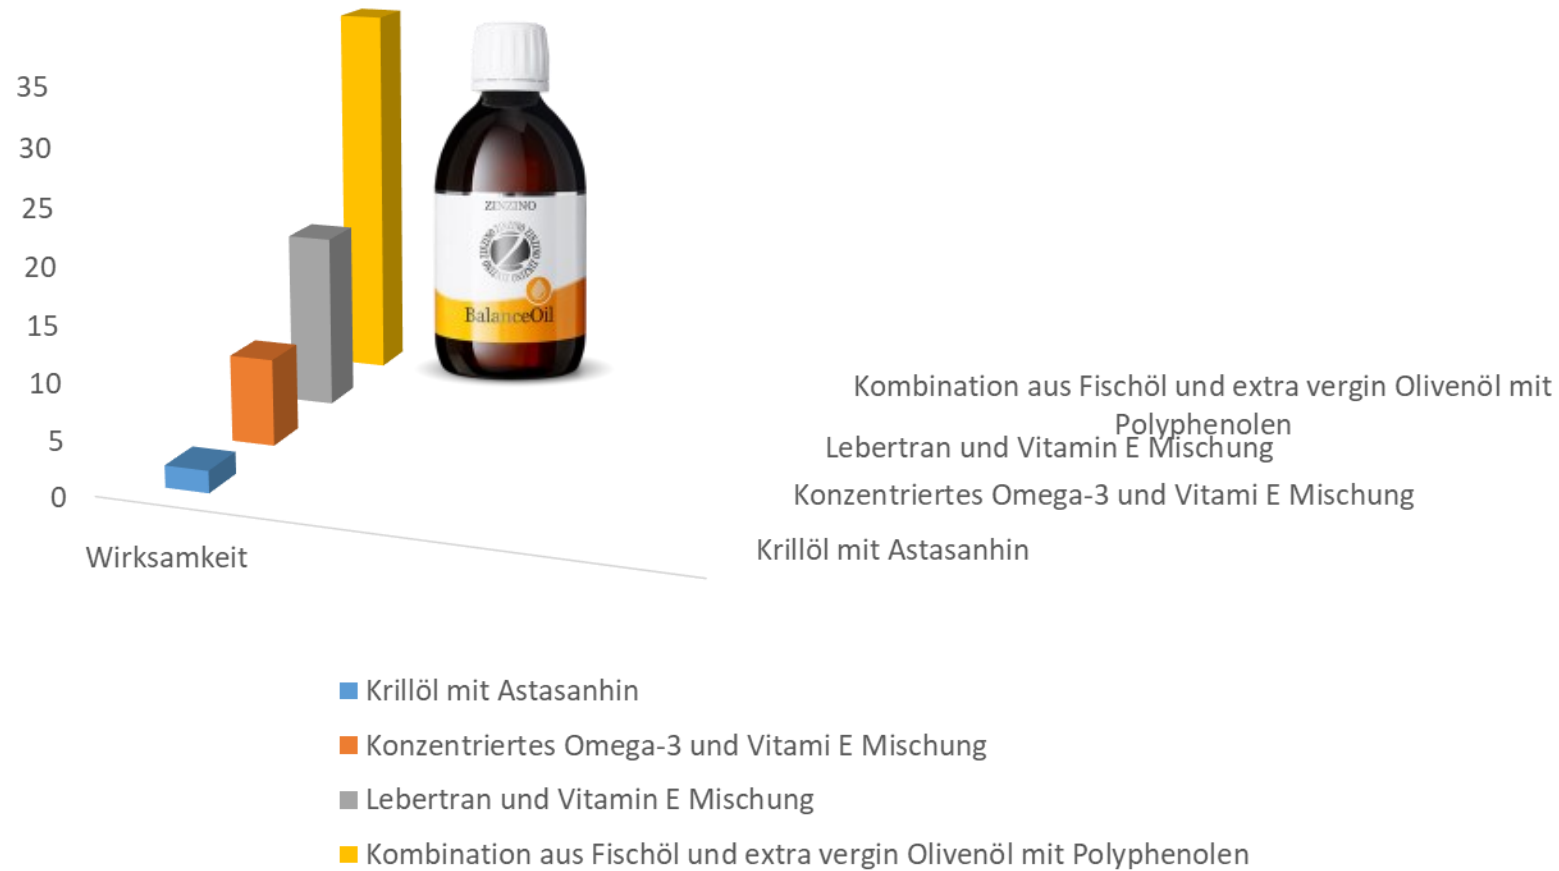 35
30
25
20
15
10
5
0
Wirksamkeit
ZINZINO
BalanceOil
Kombination aus Fischöl und extra vergin Olivenöl mit
Polyphenolen
Lebertran und Vitamin E Mischung
Konzentriertes Omega-3 und Vitami E Mischung
Krillöl mit Astasanhin
Krillöl mit Astasanhin
Konzentriertes Omega-3 und Vitami E Mischung
Lebertran und Vitamin E Mischung
Kombination aus Fischöl und extra vergin Olivenöl mit Polyphenolen